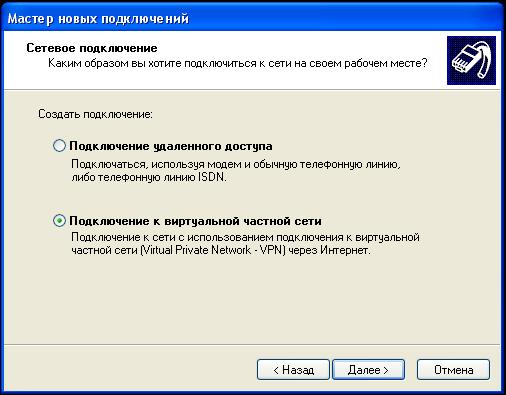 Мастер новых подключений
Сетевое подключение
Каким образом вы хотите подключиться к сети на своем рабочем месте?
Создать подключение:
Подключение удаленного доступа
Подключаться, используя модем и обычную телефонную линию,
либо телефонную линию ISDN.
Подключение к виртуальной частной сети
Подключение к сети с использованием подключения к виртуальной
частной сети (Virtual Private Network - VPN) через Интернет.
< Назад
Далее >
Отмена